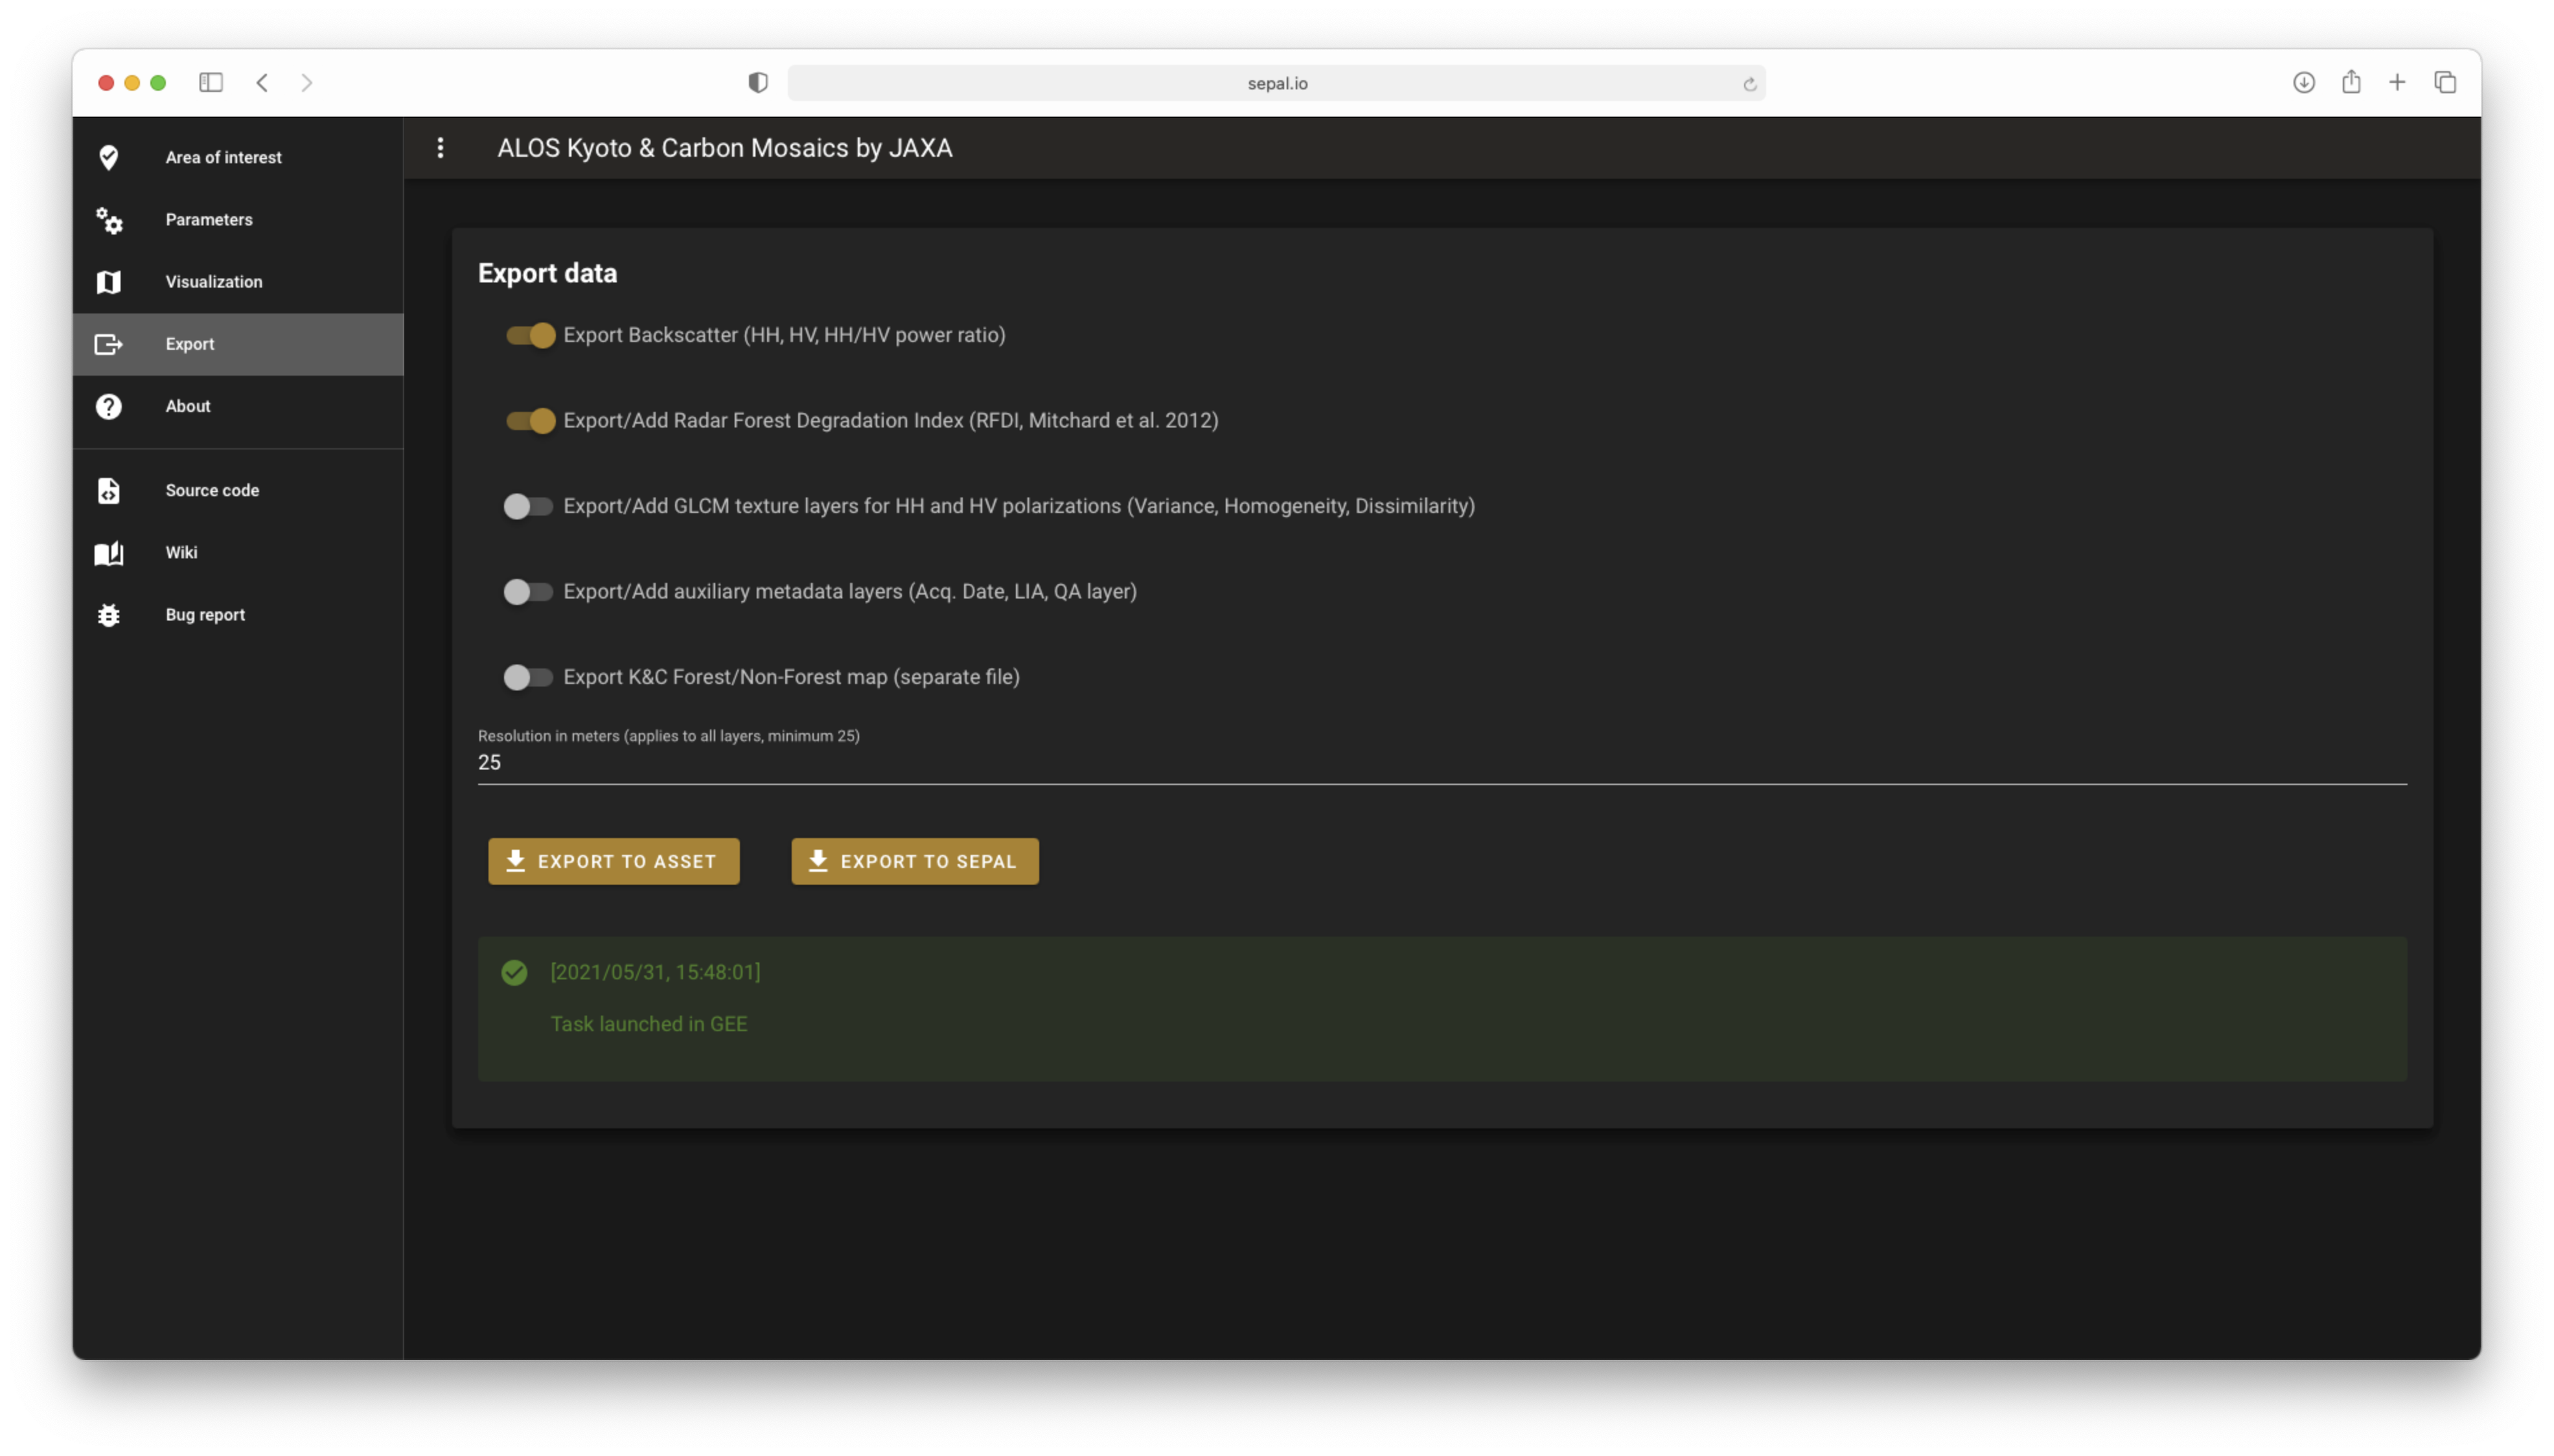 sepal.io
Area of interest
Parameters
Visualization
Export
About
Source code
Wiki
Bug report
ALOS Kyoto & Carbon Mosaics by JAXA
Export data
Export Backscatter (HH, HV, HH/HV power ratio)
Export/Add Radar Forest Degradation Index (RFDI, Mitchard et al. 2012)
Export/Add GLCM texture layers for HH and HV polarizations (Variance, Homogeneity, Dissimilarity)
Export/Add auxiliary metadata layers (Acq. Date, LIA, QA layer)
Export K&C Forest/Non-Forest map (separate file)
Resolution in meters (applies to all layers, minimum 25)
25
EXPORT TO ASSET
EXPORT TO SEPAL
[2021/05/31, 15:48:01]
Task launched in GEE